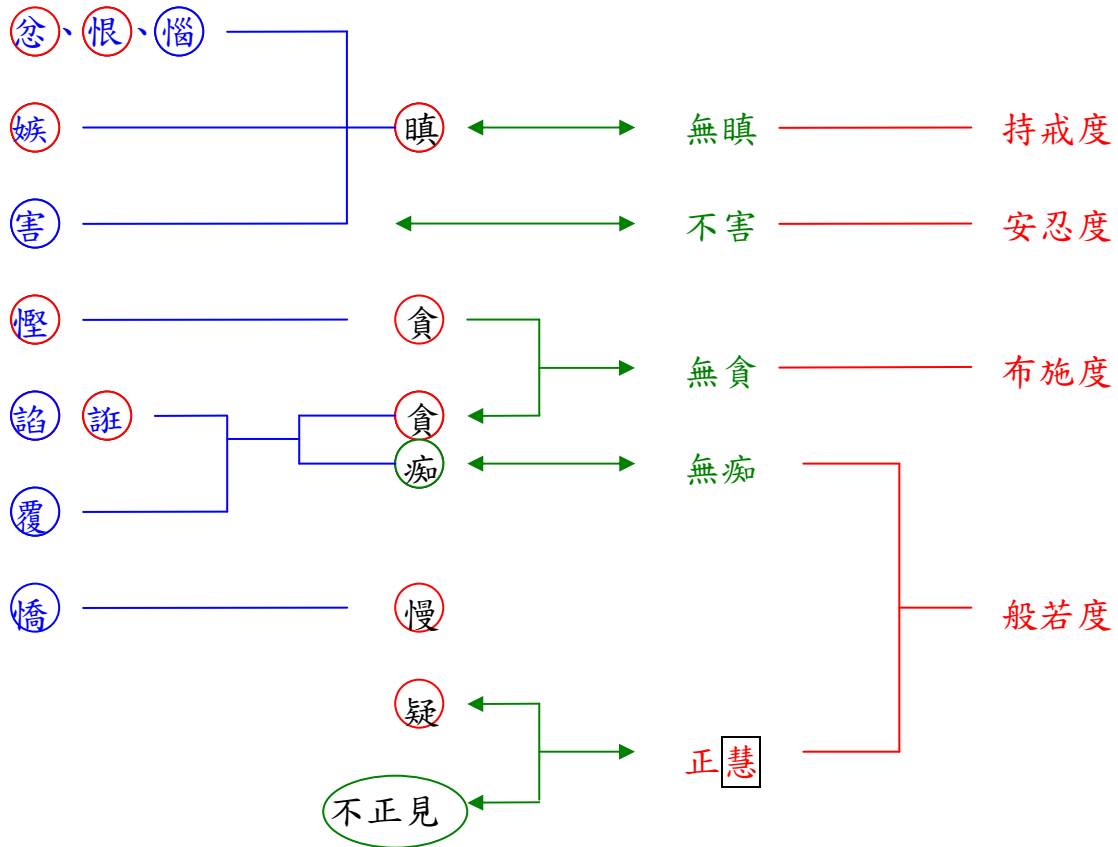 忿、恨、惱
嫉 瞋 無瞋 持戒度
害 不害 安忍度
慳 貪
無貪 布施度
諂 誑 貪
痴 無痴
覆
憍 慢 般若度
疑
正慧
不正見